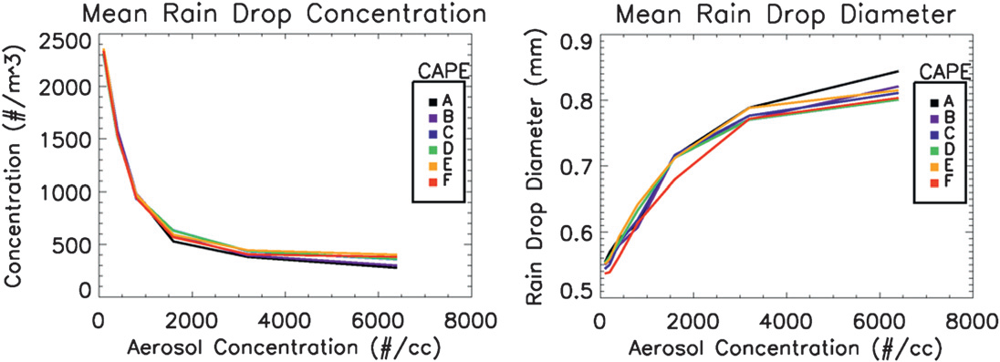 Mean Rain Drop Concentration
Concentration (#/m^3)
2500
2000
1500
1000
500
0
CAPE
A
B
C
D
E
F
0 2000 4000 6000 8000
Aerosol Concentration (#/cc)
Mean Rain Drop Diameter
Rain Drop Diameter (mm)
0.9
0.8
0.7
0.6
0.5
CAPE
A
B
C
D
E
F
0 2000 4000 6000 8000
Aerosol Concentration (#/cc)